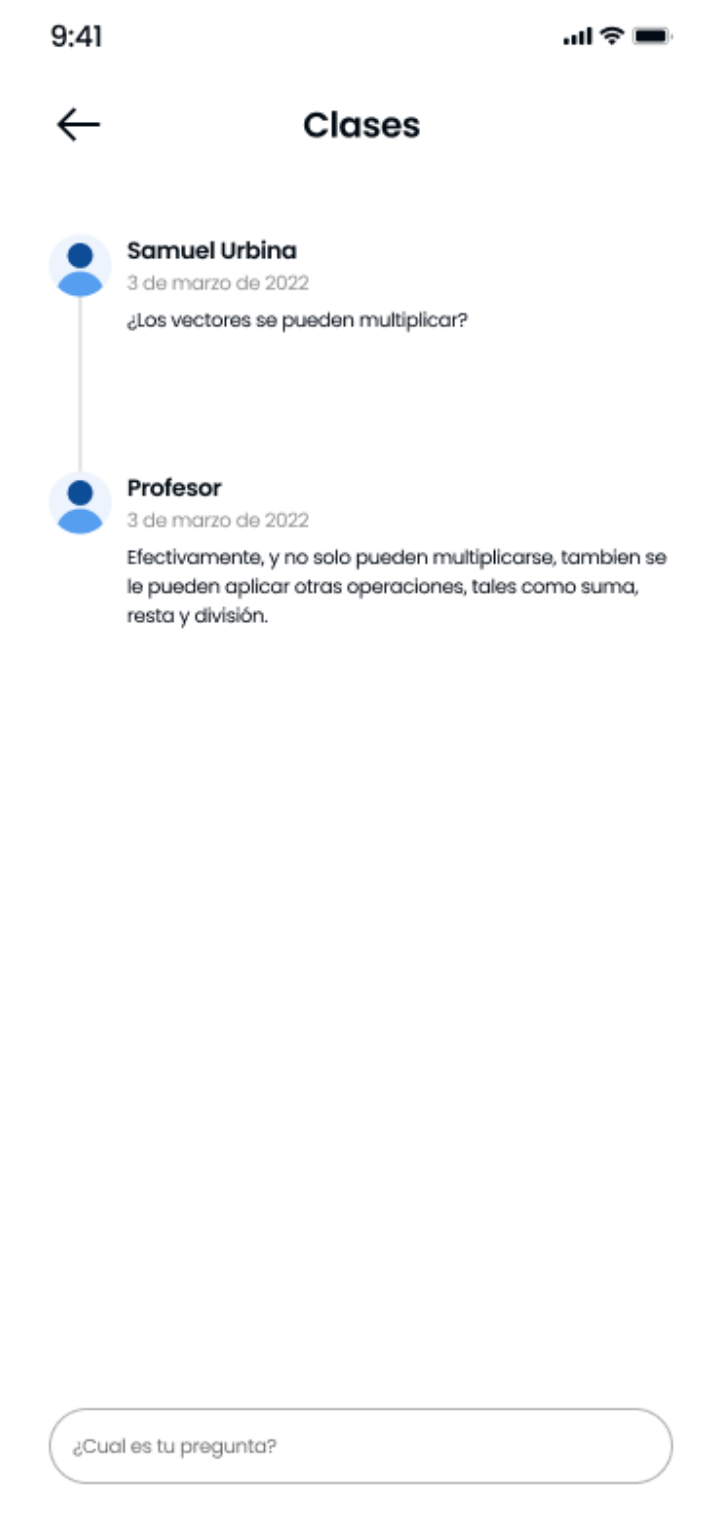 9:41
Clases
Samuel Urbina
3 de marzo de 2022
¿Los vectores se pueden multiplicar?
Profesor
3 de marzo de 2022
Efectivamente, y no solo pueden multiplicarse, tambien se
le pueden aplicar otras operaciones, tales como suma,
resta y división.
¿Cual es tu pregunta?